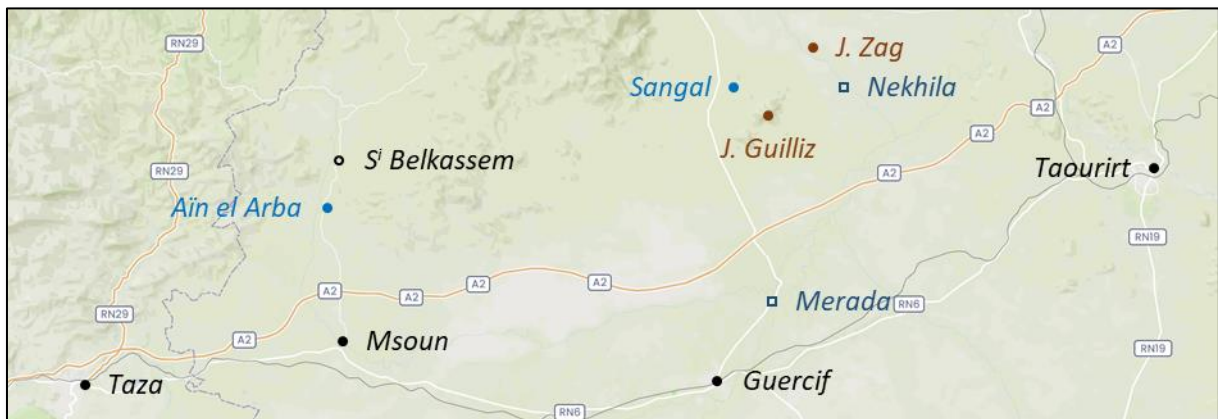 RN29
A2
J. Zag
Sangal
Nekhila
A2
J. Guilliz
A2
Sⁱ Belkassem
RN29
A2
Taourirt
Aïn el Arba
RN19
A2
A2
A2
A2
Merada
RN6
RN29
A2
Msoun
RN19
Taza
Guercif
RN6